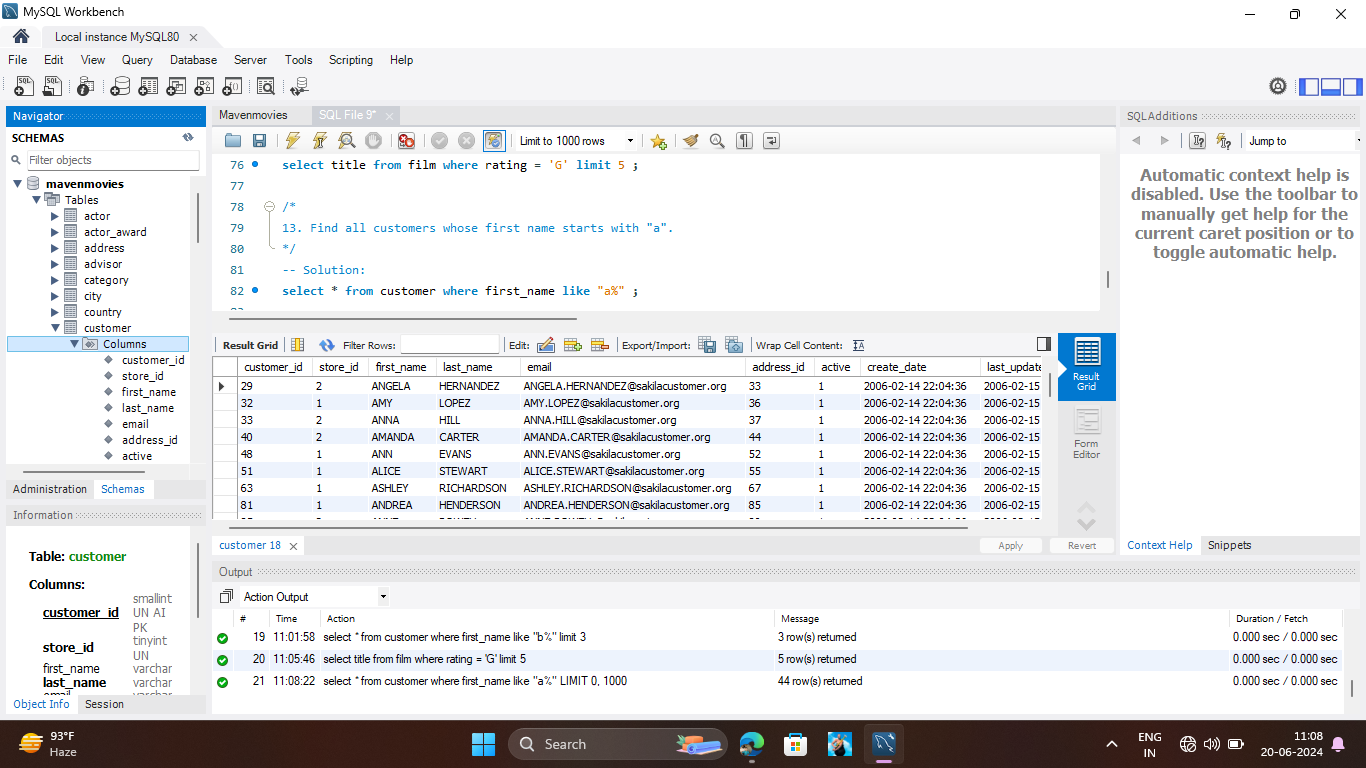 MySQL Workbench
Local instance MySQL80
File Edit View Query Database Server Tools Scripting Help
Navigator
SCHEMAS
Filter objects
mavenmovies
Tables
actor
actor_award
address
advisor
category
city
country
customer
Columns
customer_id
store_id
first_name
last_name
email
address_id
active
Administration Schemas
Information
Table: customer
Columns:
customer_id smallint UN AI PK
store_id tinyint UN
first_name varchar
last_name varchar
Object Info Session
Mavenmovies SQL File 9*
Limit to 1000 rows
76 select title from film where rating = 'G' limit 5 ;
77
78 /*
79 13. Find all customers whose first name starts with "a".
80 */
81 -- Solution:
82 select * from customer where first_name like "a%" ;
Result Grid Filter Rows: Edit: Export/Import: Wrap Cell Content:
customer_id store_id first_name last_name email address_id active create_date last_update
29 2 ANGELA HERNANDEZ ANGELA.HERNANDEZ@sakilacustomer.org 33 1 2006-02-14 22:04:36 2006-02-15
32 1 AMY LOPEZ AMY.LOPEZ@sakilacustomer.org 36 1 2006-02-14 22:04:36 2006-02-15
33 2 ANNA HILL ANNA.HILL@sakilacustomer.org 37 1 2006-02-14 22:04:36 2006-02-15
40 2 AMANDA CARTER AMANDA.CARTER@sakilacustomer.org 44 1 2006-02-14 22:04:36 2006-02-15
48 1 ANN EVANS ANN.EVANS@sakilacustomer.org 52 1 2006-02-14 22:04:36 2006-02-15
51 1 ALICE STEWART ALICE.STEWART@sakilacustomer.org 55 1 2006-02-14 22:04:36 2006-02-15
63 1 ASHLEY RICHARDSON ASHLEY.RICHARDSON@sakilacustomer.org 67 1 2006-02-14 22:04:36 2006-02-15
81 1 ANDREA HENDERSON ANDREA.HENDERSON@sakilacustomer.org 85 1 2006-02-14 22:04:36 2006-02-15
Result
Grid
Form
Editor
customer 18
Apply Revert
Output
Action Output
# Time Action Message Duration / Fetch
19 11:01:58 select * from customer where first_name like "b%" limit 3 3 row(s) returned 0.000 sec / 0.000 sec
20 11:05:46 select title from film where rating = 'G' limit 5 5 row(s) returned 0.000 sec / 0.000 sec
21 11:08:22 select * from customer where first_name like "a%" LIMIT 0, 1000 44 row(s) returned 0.000 sec / 0.000 sec
SQLAdditions
Jump to
Automatic context help is
disabled. Use the toolbar to
manually get help for the
current caret position or to
toggle automatic help.
Context Help Snippets
93°F
Haze
Search
ENG
IN
11:08
20-06-2024